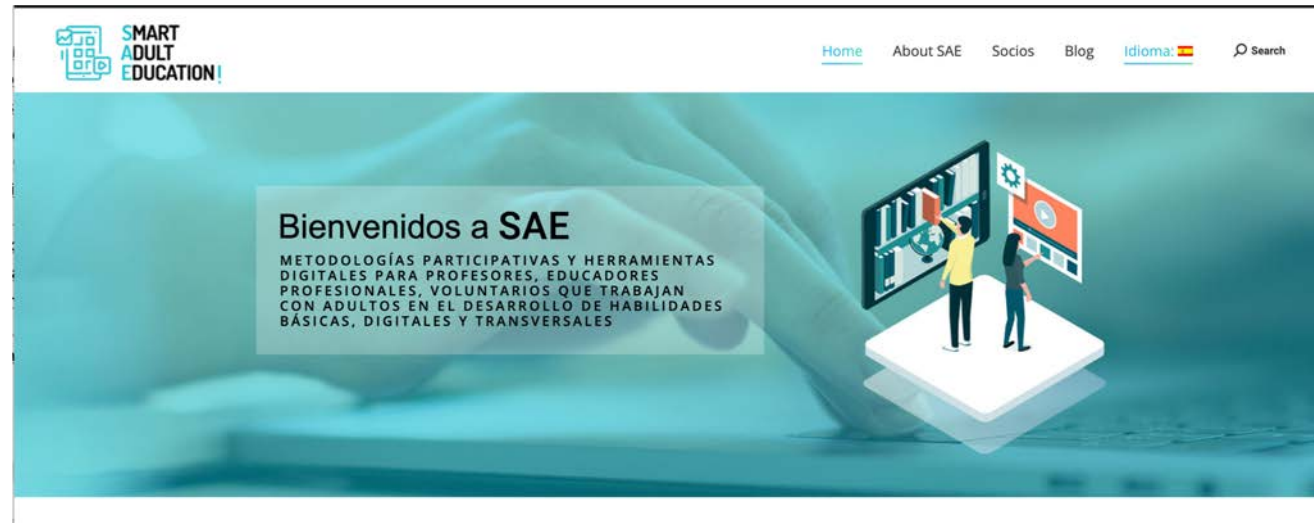 SMART
ADULT
EDUCATION!
Home About SAE Socios Blog Idioma: Search
Bienvenidos a SAE
METODOLOGÍAS PARTICIPATIVAS Y HERRAMIENTAS
DIGITALES PARA PROFESORES, EDUCADORES
PROFESIONALES, VOLUNTARIOS QUE TRABAJAN
CON ADULTOS EN EL DESARROLLO DE HABILIDADES
BÁSICAS, DIGITALES Y TRANSVERSALES